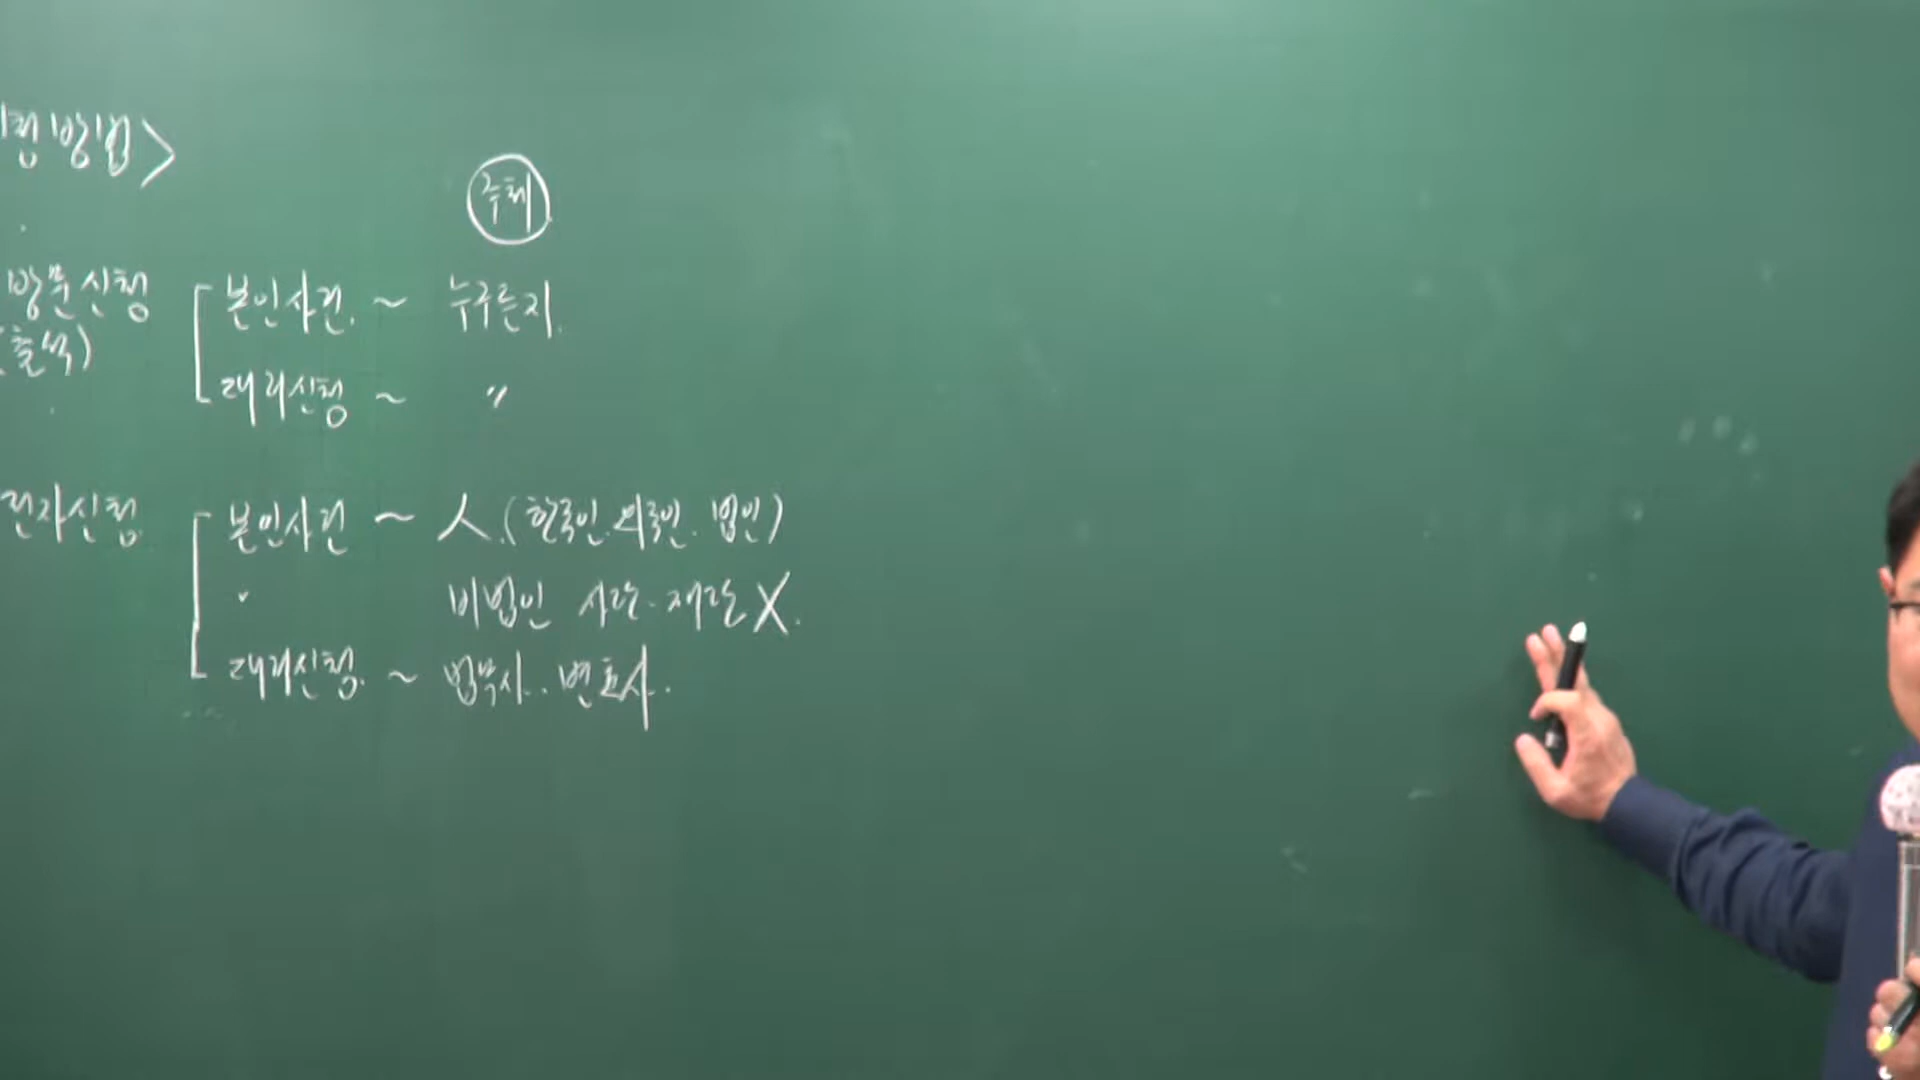 청방법>
주체
방문신청 [ 본인사건. ~ 누구든지.
(출석)
대리신청 ~ 〃
전자신청 [ 본인사건 ~ 人.(한국인.외국인. 법인)
비법인 사단.재단 X.
대리신청. ~ 법무사.. 변호사.